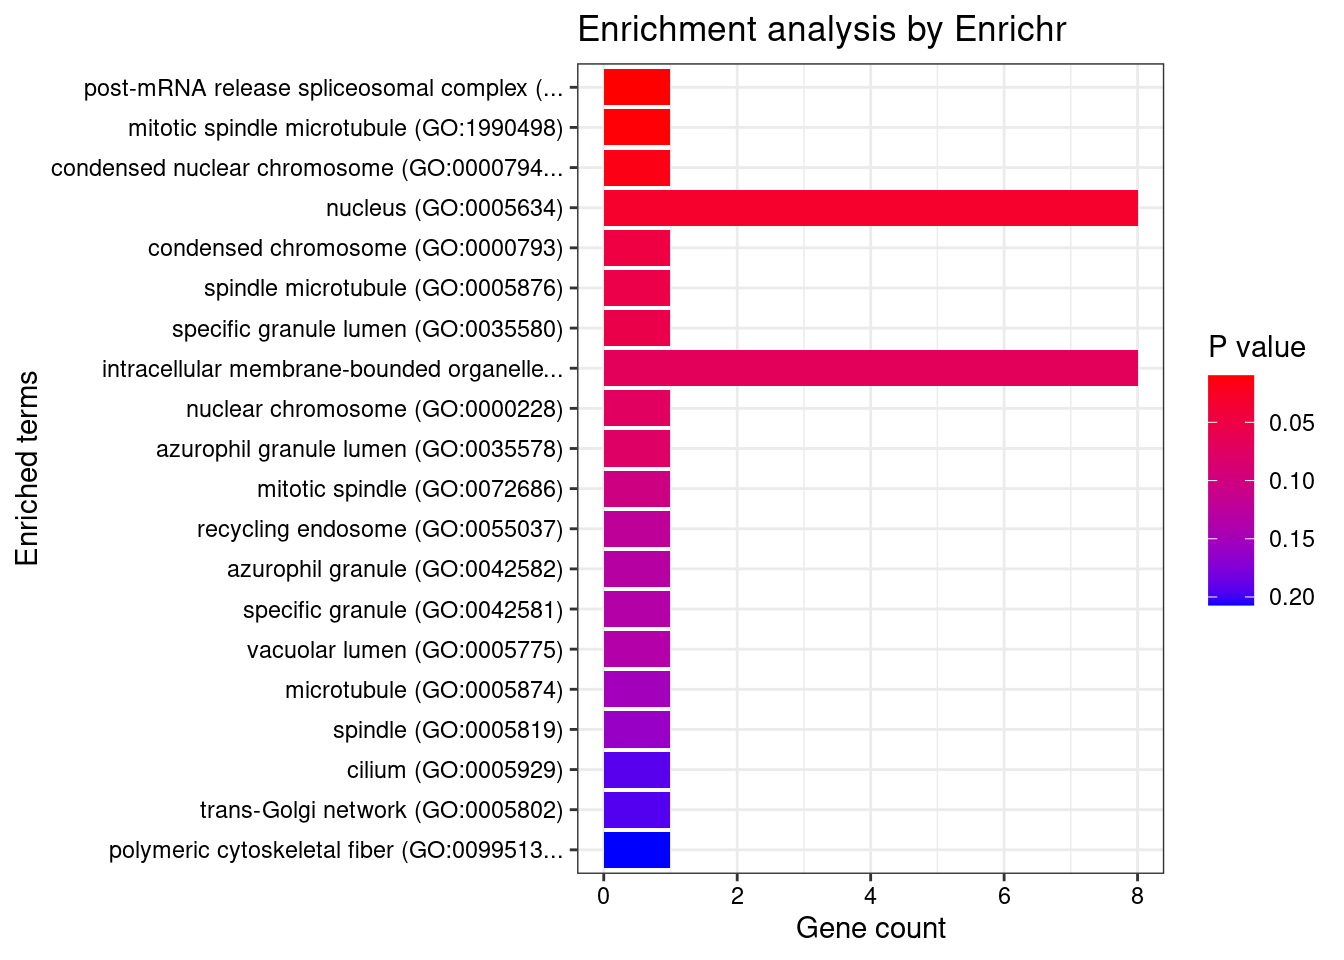 Enrichment analysis by Enrichr
post-mRNA release spliceosomal complex (...
mitotic spindle microtubule (GO:1990498)
condensed nuclear chromosome (GO:0000794...
nucleus (GO:0005634)
condensed chromosome (GO:0000793)
spindle microtubule (GO:0005876)
specific granule lumen (GO:0035580)
intracellular membrane-bounded organelle...
nuclear chromosome (GO:0000228)
azurophil granule lumen (GO:0035578)
mitotic spindle (GO:0072686)
recycling endosome (GO:0055037)
azurophil granule (GO:0042582)
specific granule (GO:0042581)
vacuolar lumen (GO:0005775)
microtubule (GO:0005874)
spindle (GO:0005819)
cilium (GO:0005929)
trans-Golgi network (GO:0005802)
polymeric cytoskeletal fiber (GO:0099513...
Enriched terms
0 2 4 6 8
Gene count
P value
0.05
0.10
0.15
0.20